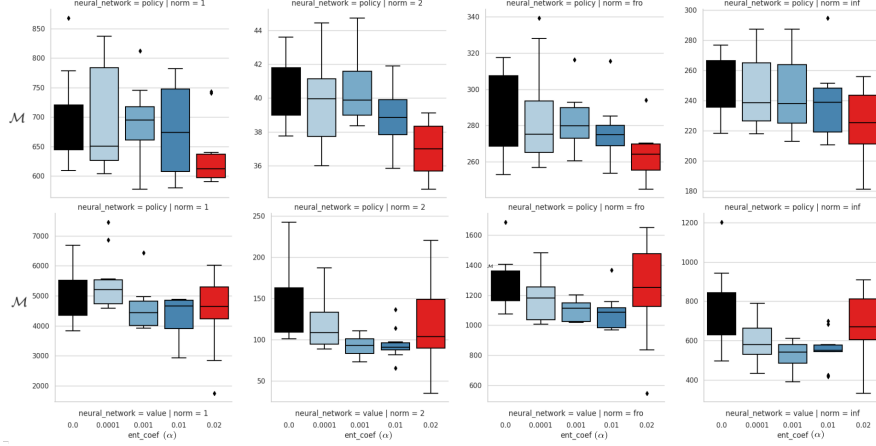 neural_network = policy | norm = 1
neural_network = policy | norm = 2
neural_network = policy | norm = fro
neural_network = policy | norm = inf
850
800
750
700
650
600
ℳ
44
42
40
38
36
340
320
300
280
260
300
280
260
240
220
200
180
neural_network = policy | norm = 1
neural_network = policy | norm = 2
neural_network = policy | norm = fro
neural_network = policy | norm = inf
7000
6000
5000
4000
3000
2000
ℳ
250
200
150
100
50
1600
1400
1200
1000
800
600
ℳ
1200
1000
800
600
400
neural_network = value | norm = 1
neural_network = value | norm = 2
neural_network = value | norm = fro
neural_network = value | norm = inf
0.0 0.0001 0.001 0.01 0.02
0.0 0.0001 0.001 0.01 0.02
0.0 0.0001 0.001 0.01 0.02
0.0 0.0001 0.001 0.01 0.02
ent_coef (α)
ent_coef (α)
ent_coef (α)
ent_coef (α)